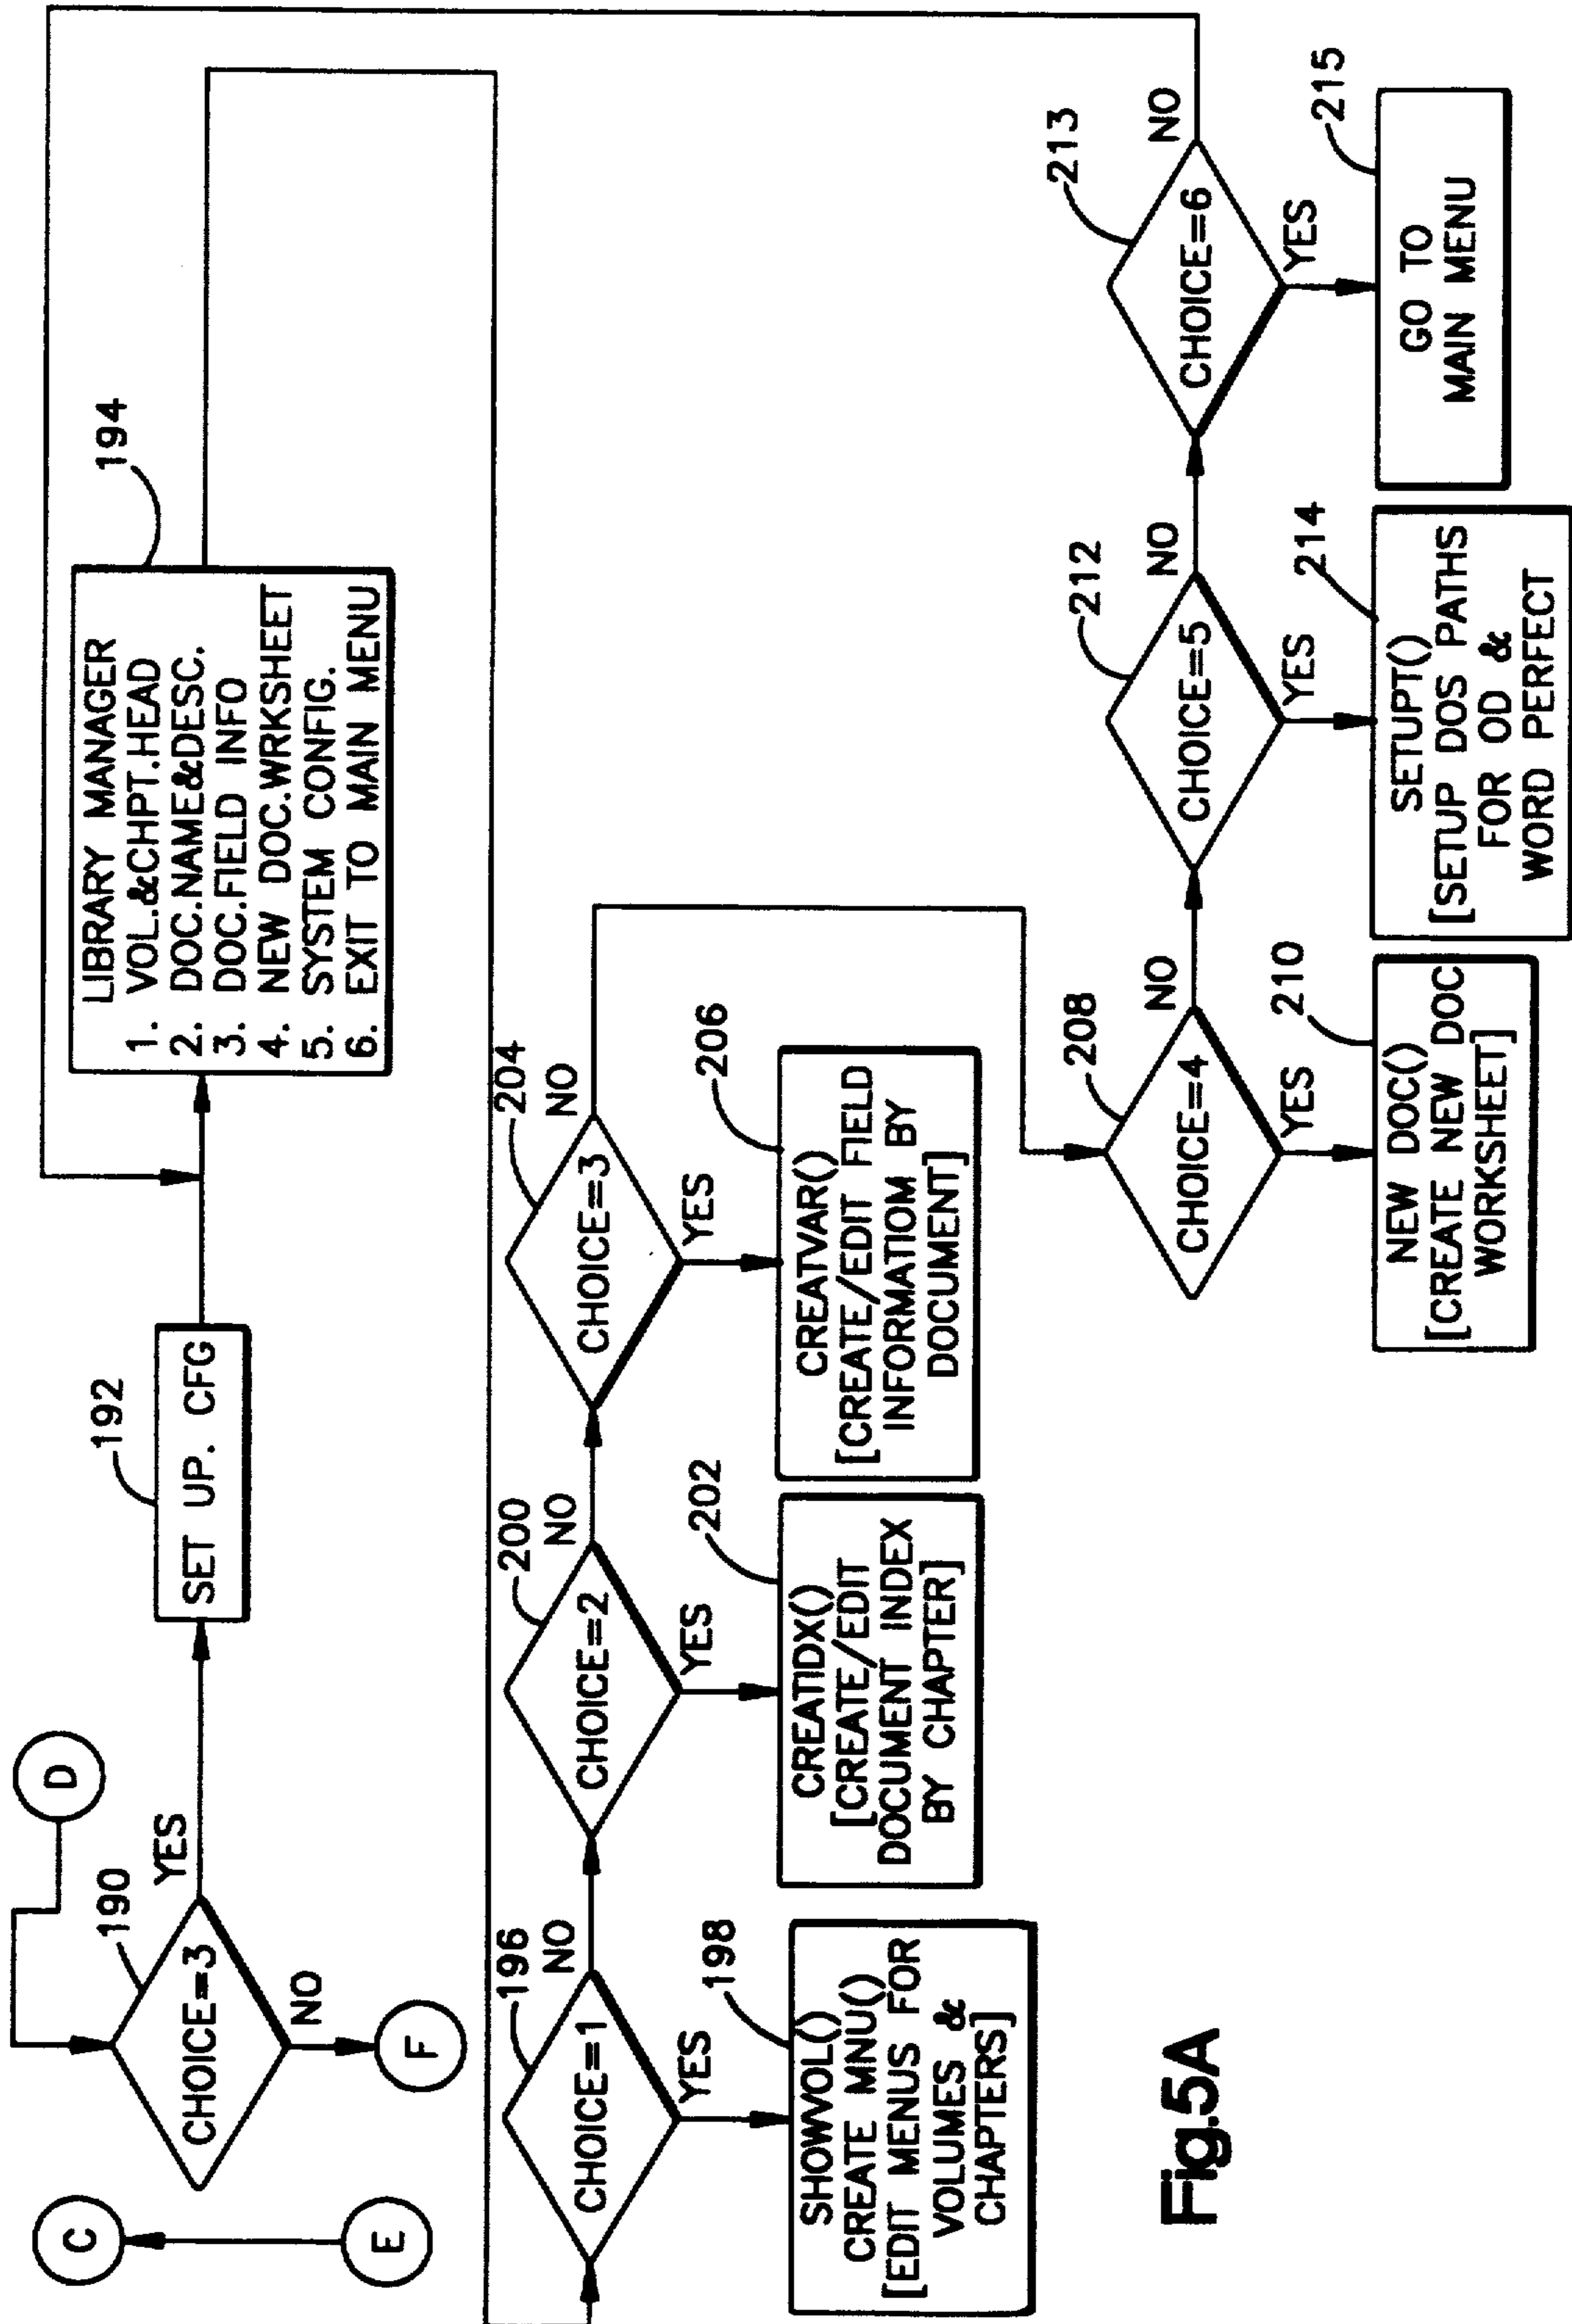 C
E
D
190
CHOICE=3
YES
NO
F
192
SET UP. CFG
194
LIBRARY MANAGER
1. VOL.&CHPT.HEAD
2. DOC.NAME&DESC.
3. DOC.FIELD INFO
4. NEW DOC.WRKSHEET
5. SYSTEM CONFIG.
6. EXIT TO MAIN MENU
196
CHOICE=1
NO
YES
198
SHOWVOL()
CREATE MNU()
[EDIT MENUS FOR
VOLUMES &
CHAPTERS]
200
CHOICE=2
NO
YES
202
CREATIDX()
[CREATE/EDIT
DOCUMENT INDEX
BY CHAPTER]
204
CHOICE=3
NO
YES
206
CREATVAR()
[CREATE/EDIT FIELD
INFORMATIOM BY
DOCUMENT]
208
CHOICE=4
NO
YES
210
NEW DOC()
[CREATE NEW DOC
WORKSHEET]
212
CHOICE=5
NO
YES
214
SETUPT()
[SETUP DOS PATHS
FOR OD &
WORD PERFECT
213
CHOICE=6
NO
YES
215
GO TO
MAIN MENU
Fig.5A